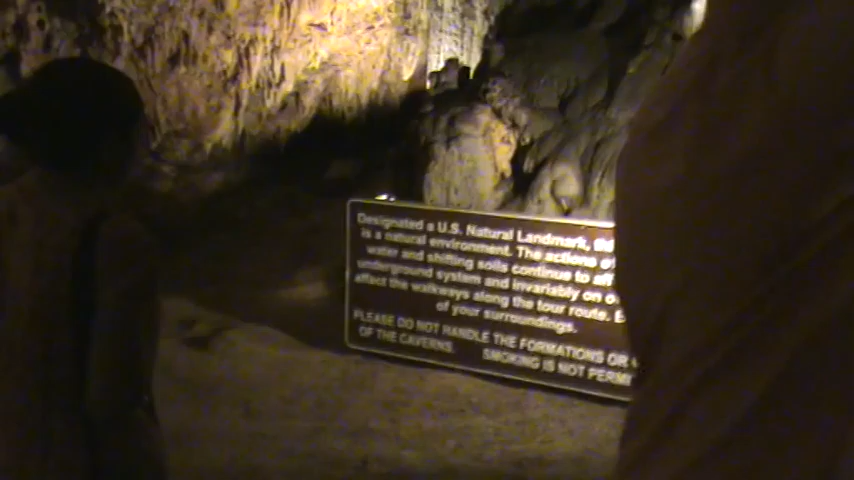 Designated a U.S. Natural Landmark, this
is a natural environment. The actions of
water and shifting soils continue to
underground system and invariably on
affect the walkways along the tour route.
of your surroundings.
PLEASE DO NOT HANDLE THE FORMATIONS OR
OF THE CAVERNS. SMOKING IS NOT